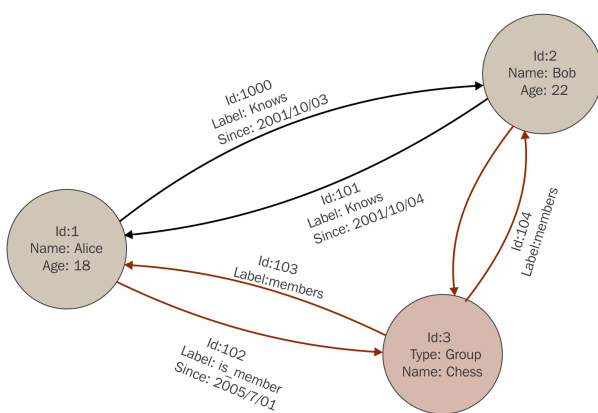 Id:2
Name: Bob
Age: 22
Id:1000
Label: Knows
Since: 2001/10/03
Id:101
Label: Knows
Since: 2001/10/04
Id:1
Name: Alice
Age: 18
Id:104
Label:members
Id:103
Label:members
Id:3
Type: Group
Name: Chess
Id:102
Label: is_member
Since: 2005/7/01